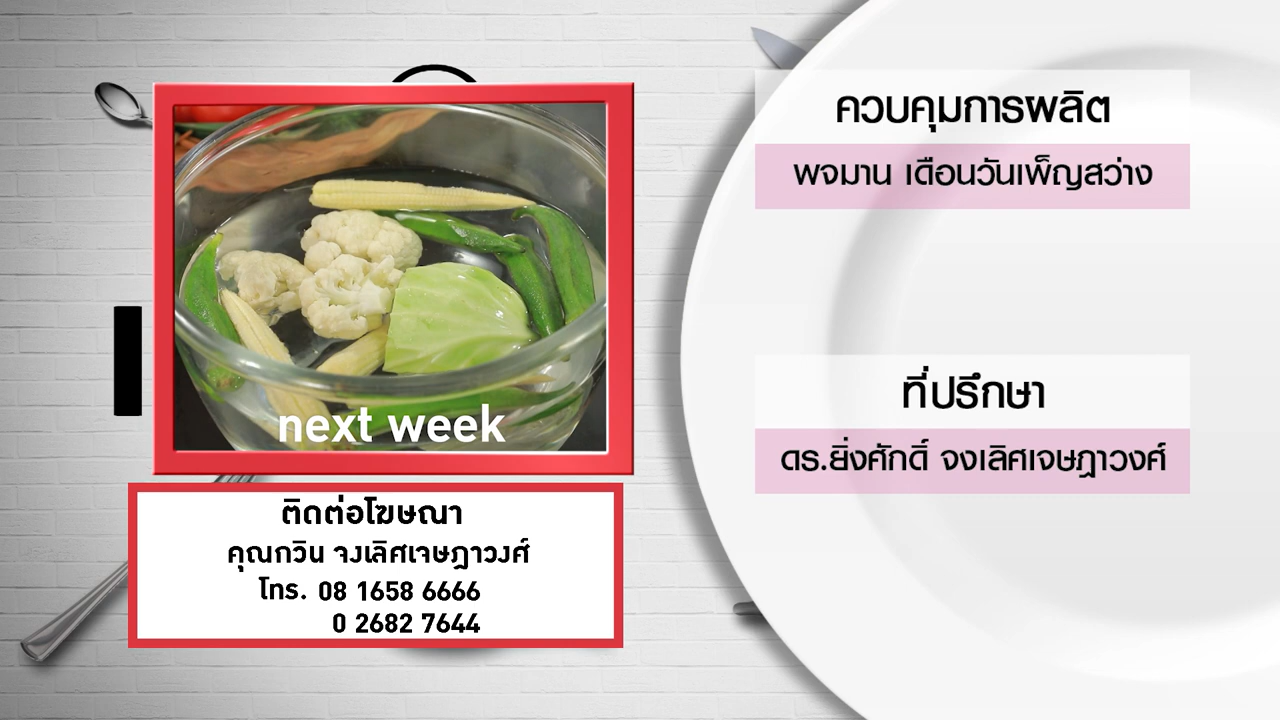 next week
ติดต่อโฆษณา
คุณกวิน จงเลิศเจษฎาวงศ์
โทร. 08 1658 6666
0 2682 7644
ควบคุมการผลิต
พจมาน เดือนวันเพ็ญสว่าง
ที่ปรึกษา
ดร.ยิ่งศักดิ์ จงเลิศเจษฎาวงศ์